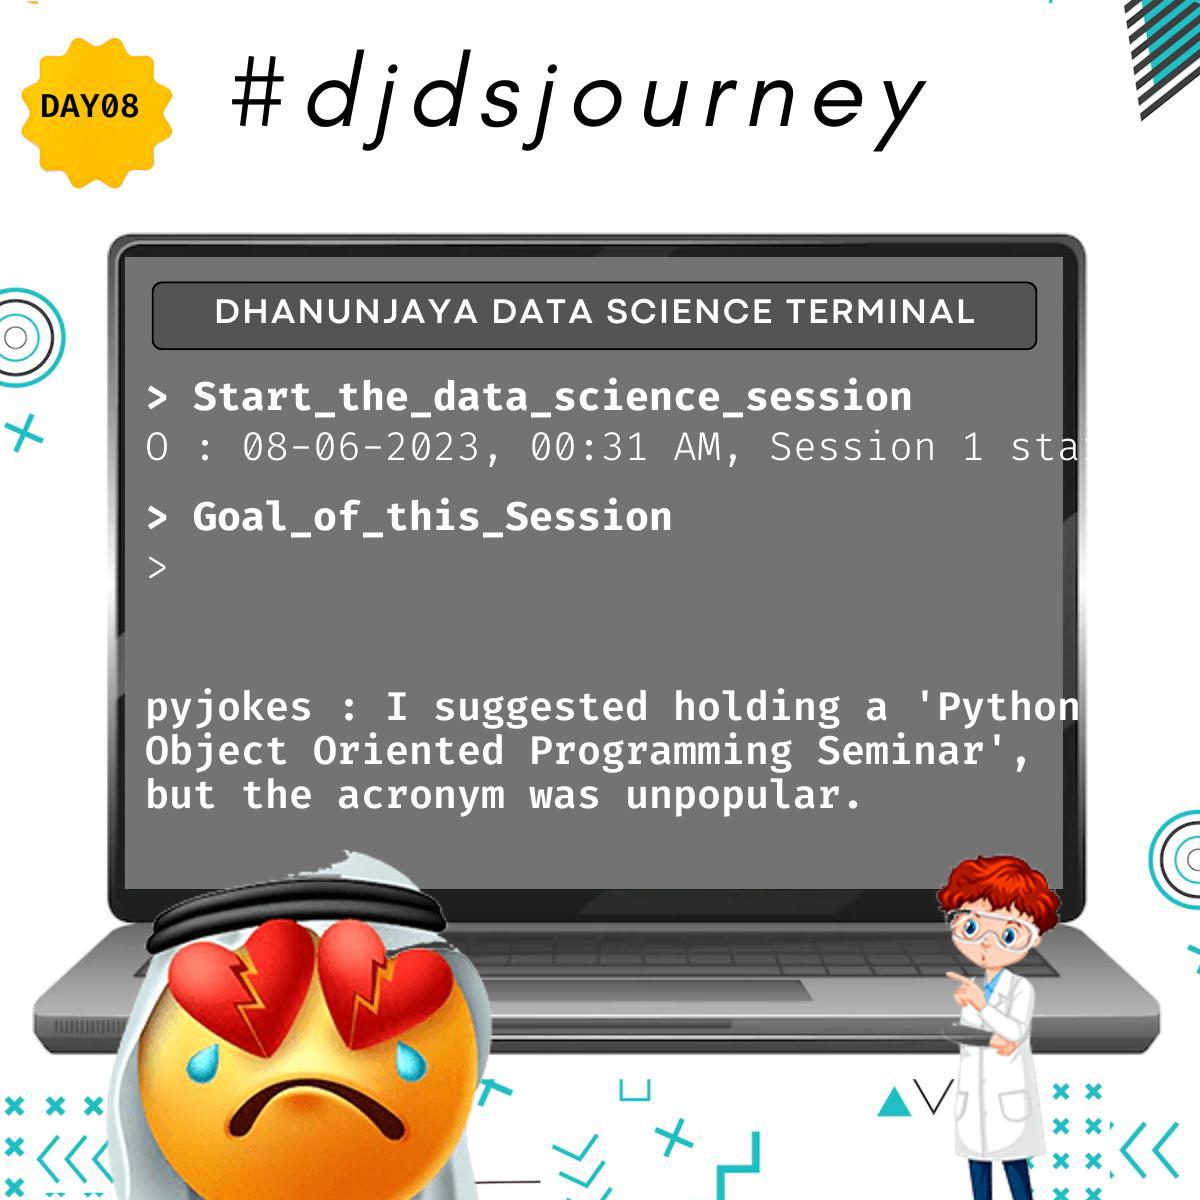 DAY08
#djdsjourney
DHANUNJAYA DATA SCIENCE TERMINAL
> Start_the_data_science_session
O : 08-06-2023, 00:31 AM, Session 1
> Goal_of_this_Session
>
pyjokes : I suggested holding a 'Python
Object Oriented Programming Seminar',
but the acronym was unpopular.